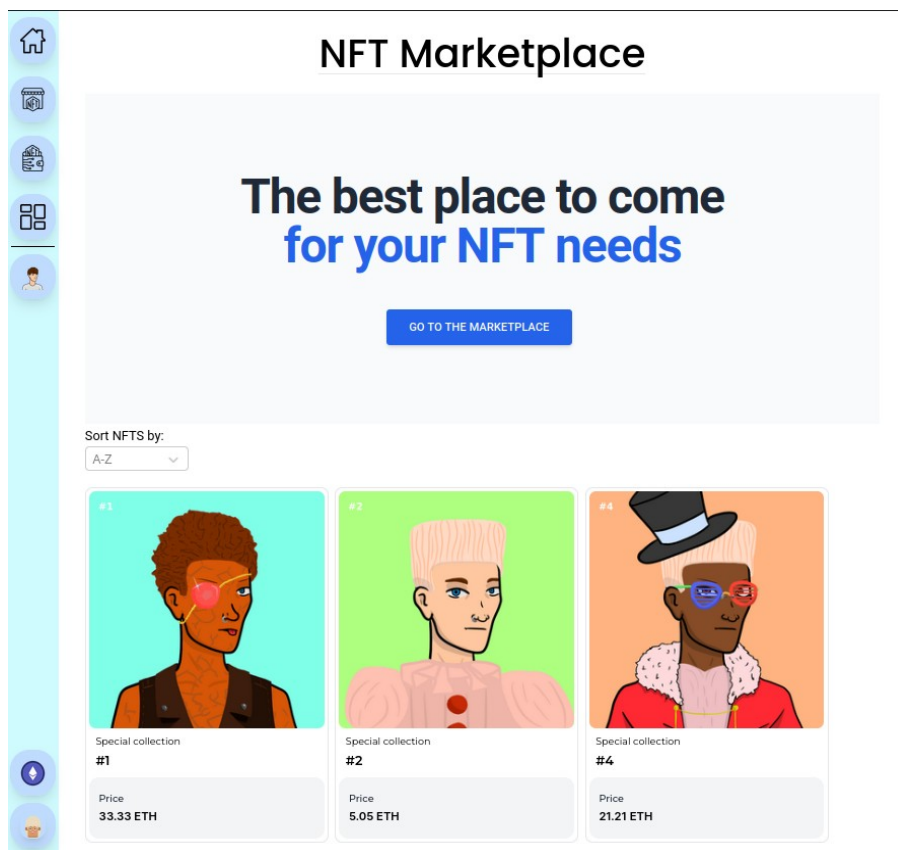 NFT Marketplace
NFT
NFT
The best place to come
for your NFT needs
GO TO THE MARKETPLACE
Sort NFTS by:
A-Z
#1
#2
#4
Special collection
#1
Price
33.33 ETH
Special collection
#2
Price
5.05 ETH
Special collection
#4
Price
21.21 ETH